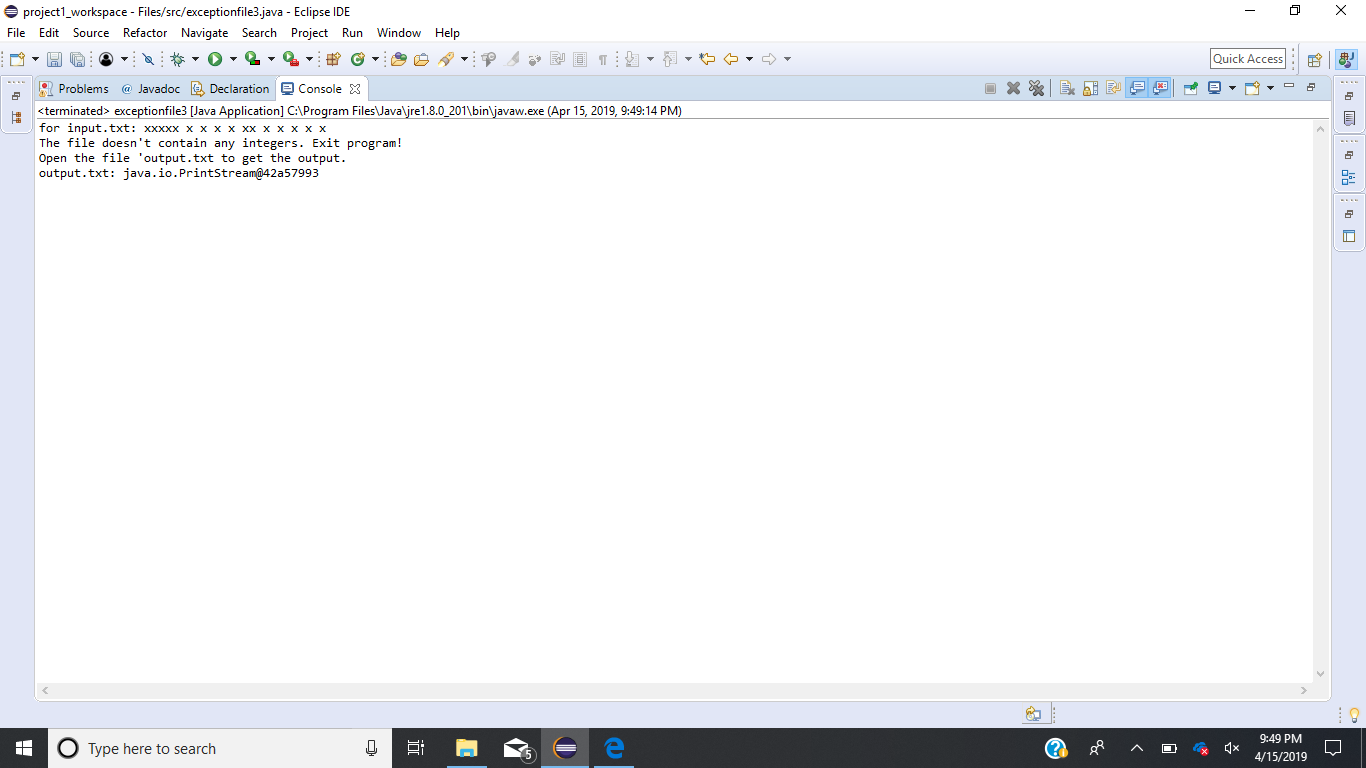 project1_workspace - Files/src/exceptionfile3.java - Eclipse IDE
File Edit Source Refactor Navigate Search Project Run Window Help
Quick Access
Problems @ Javadoc Declaration Console
<terminated> exceptionfile3 [Java Application] C:\Program Files\Java\jre1.8.0_201\bin\javaw.exe (Apr 15, 2019, 9:49:14 PM)
for input.txt: xxxxx x x x x xx x x x x x
The file doesn't contain any integers. Exit program!
Open the file 'output.txt to get the output.
output.txt: java.io.PrintStream@42a57993
Type here to search
5
9:49 PM
4/15/2019